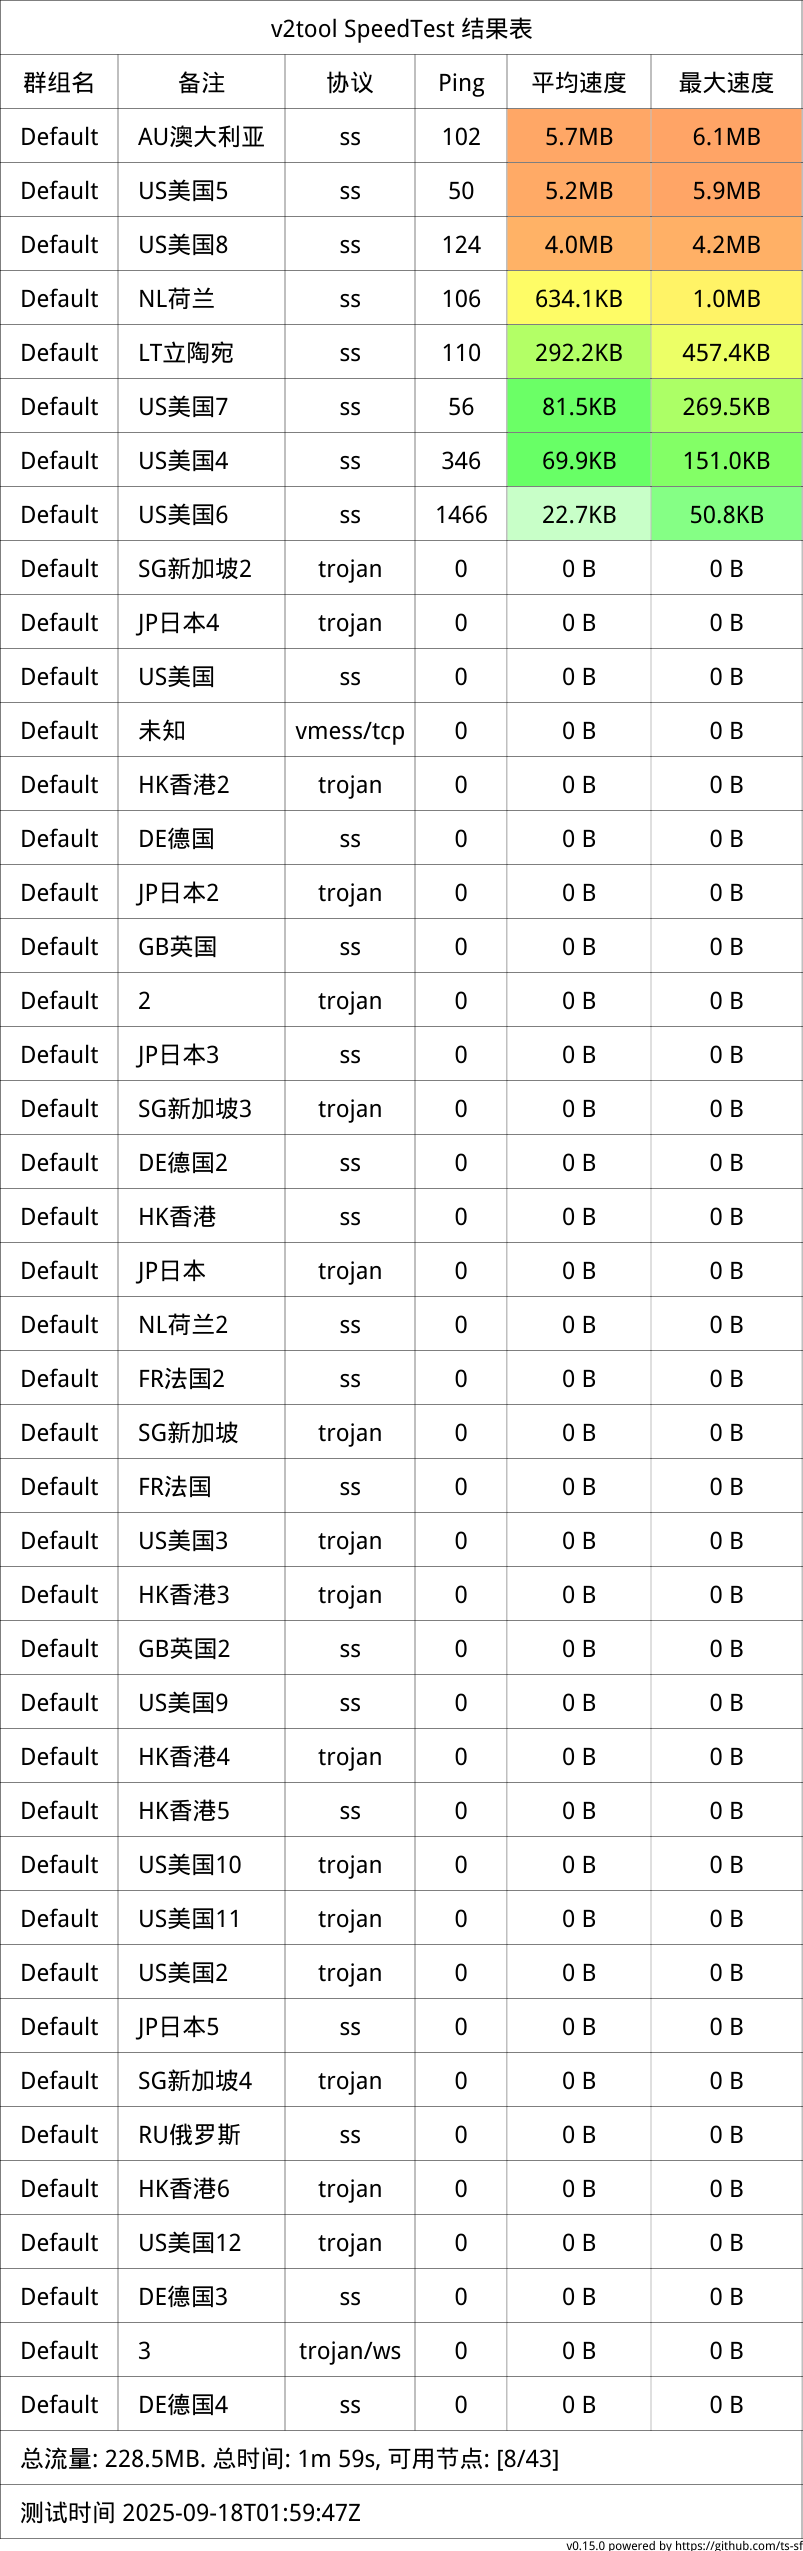 v2tool SpeedTest 结果表
群组名 备注 协议 Ping 平均速度 最大速度
Default AU澳大利亚 ss 102 5.7MB 6.1MB
Default US美国5 ss 50 5.2MB 5.9MB
Default US美国8 ss 124 4.0MB 4.2MB
Default NL荷兰 ss 106 634.1KB 1.0MB
Default LT立陶宛 ss 110 292.2KB 457.4KB
Default US美国7 ss 56 81.5KB 269.5KB
Default US美国4 ss 346 69.9KB 151.0KB
Default US美国6 ss 1466 22.7KB 50.8KB
Default SG新加坡2 trojan 0 0 B 0 B
Default JP日本4 trojan 0 0 B 0 B
Default US美国 ss 0 0 B 0 B
Default 未知 vmess/tcp 0 0 B 0 B
Default HK香港2 trojan 0 0 B 0 B
Default DE德国 ss 0 0 B 0 B
Default JP日本2 trojan 0 0 B 0 B
Default GB英国 ss 0 0 B 0 B
Default 2 trojan 0 0 B 0 B
Default JP日本3 ss 0 0 B 0 B
Default SG新加坡3 trojan 0 0 B 0 B
Default DE德国2 ss 0 0 B 0 B
Default HK香港 ss 0 0 B 0 B
Default JP日本 trojan 0 0 B 0 B
Default NL荷兰2 ss 0 0 B 0 B
Default FR法国2 ss 0 0 B 0 B
Default SG新加坡 trojan 0 0 B 0 B
Default FR法国 ss 0 0 B 0 B
Default US美国3 trojan 0 0 B 0 B
Default HK香港3 trojan 0 0 B 0 B
Default GB英国2 ss 0 0 B 0 B
Default US美国9 ss 0 0 B 0 B
Default HK香港4 trojan 0 0 B 0 B
Default HK香港5 ss 0 0 B 0 B
Default US美国10 trojan 0 0 B 0 B
Default US美国11 trojan 0 0 B 0 B
Default US美国2 trojan 0 0 B 0 B
Default JP日本5 ss 0 0 B 0 B
Default SG新加坡4 trojan 0 0 B 0 B
Default RU俄罗斯 ss 0 0 B 0 B
Default HK香港6 trojan 0 0 B 0 B
Default US美国12 trojan 0 0 B 0 B
Default DE德国3 ss 0 0 B 0 B
Default 3 trojan/ws 0 0 B 0 B
Default DE德国4 ss 0 0 B 0 B
总流量: 228.5MB. 总时间: 1m 59s, 可用节点: [8/43]
测试时间 2025-09-18T01:59:47Z
v0.15.0 powered by https://github.com/ts-sf